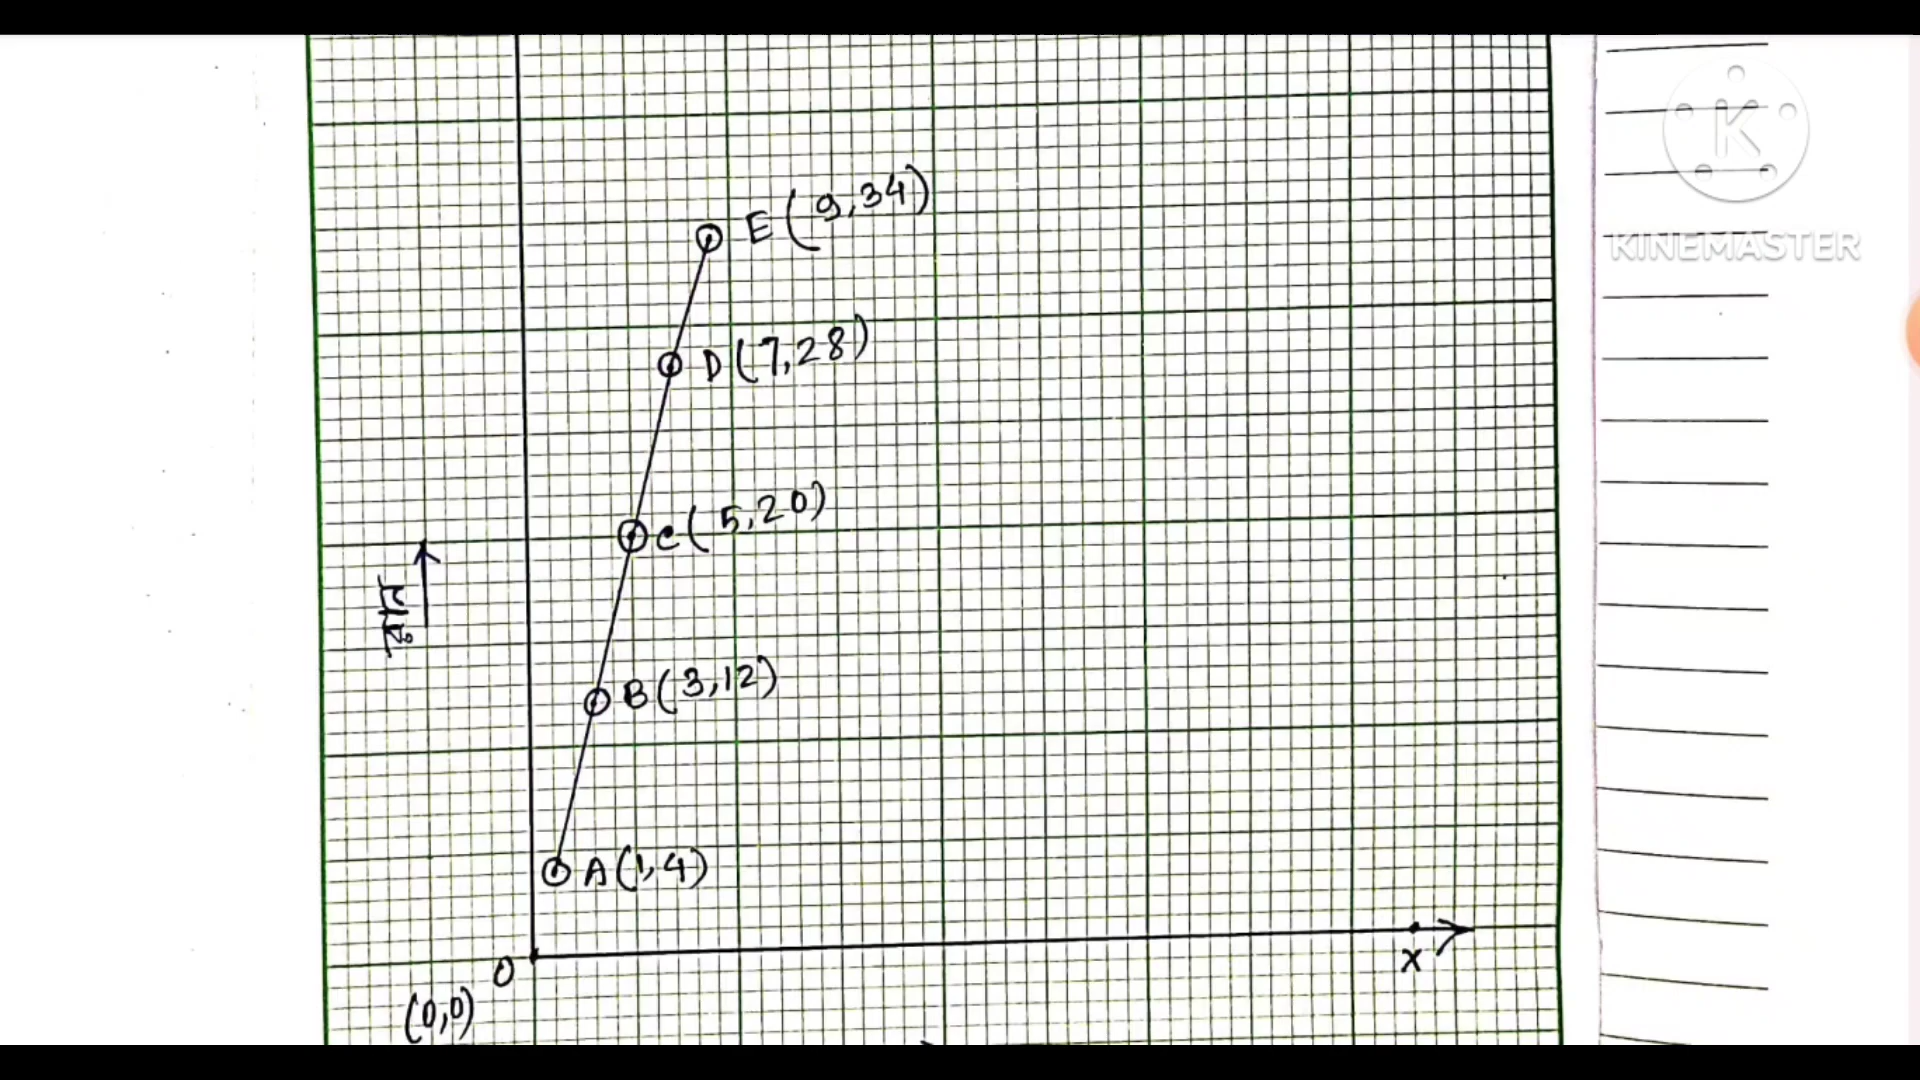 E (9,34)
KINEMASTER
D (7,28)
C (5,20)
B (3,12)
A (1,4)
O
X
(0,0)